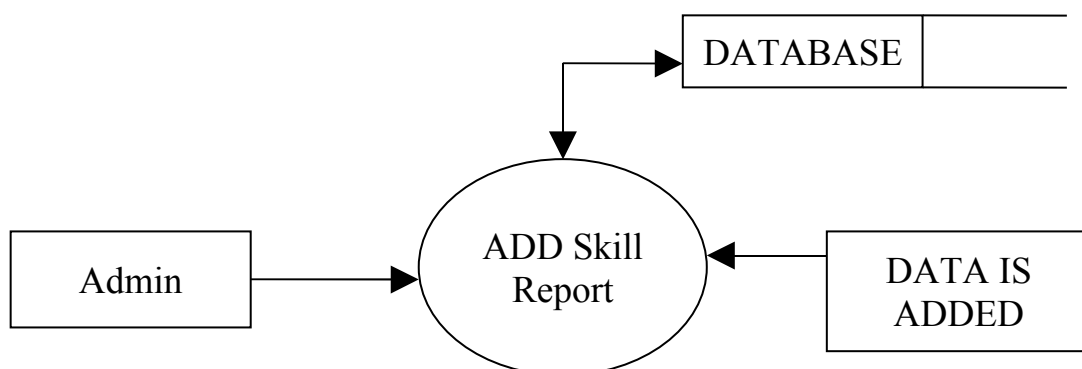 DATABASE
Admin
ADD Skill
Report
DATA IS
ADDED